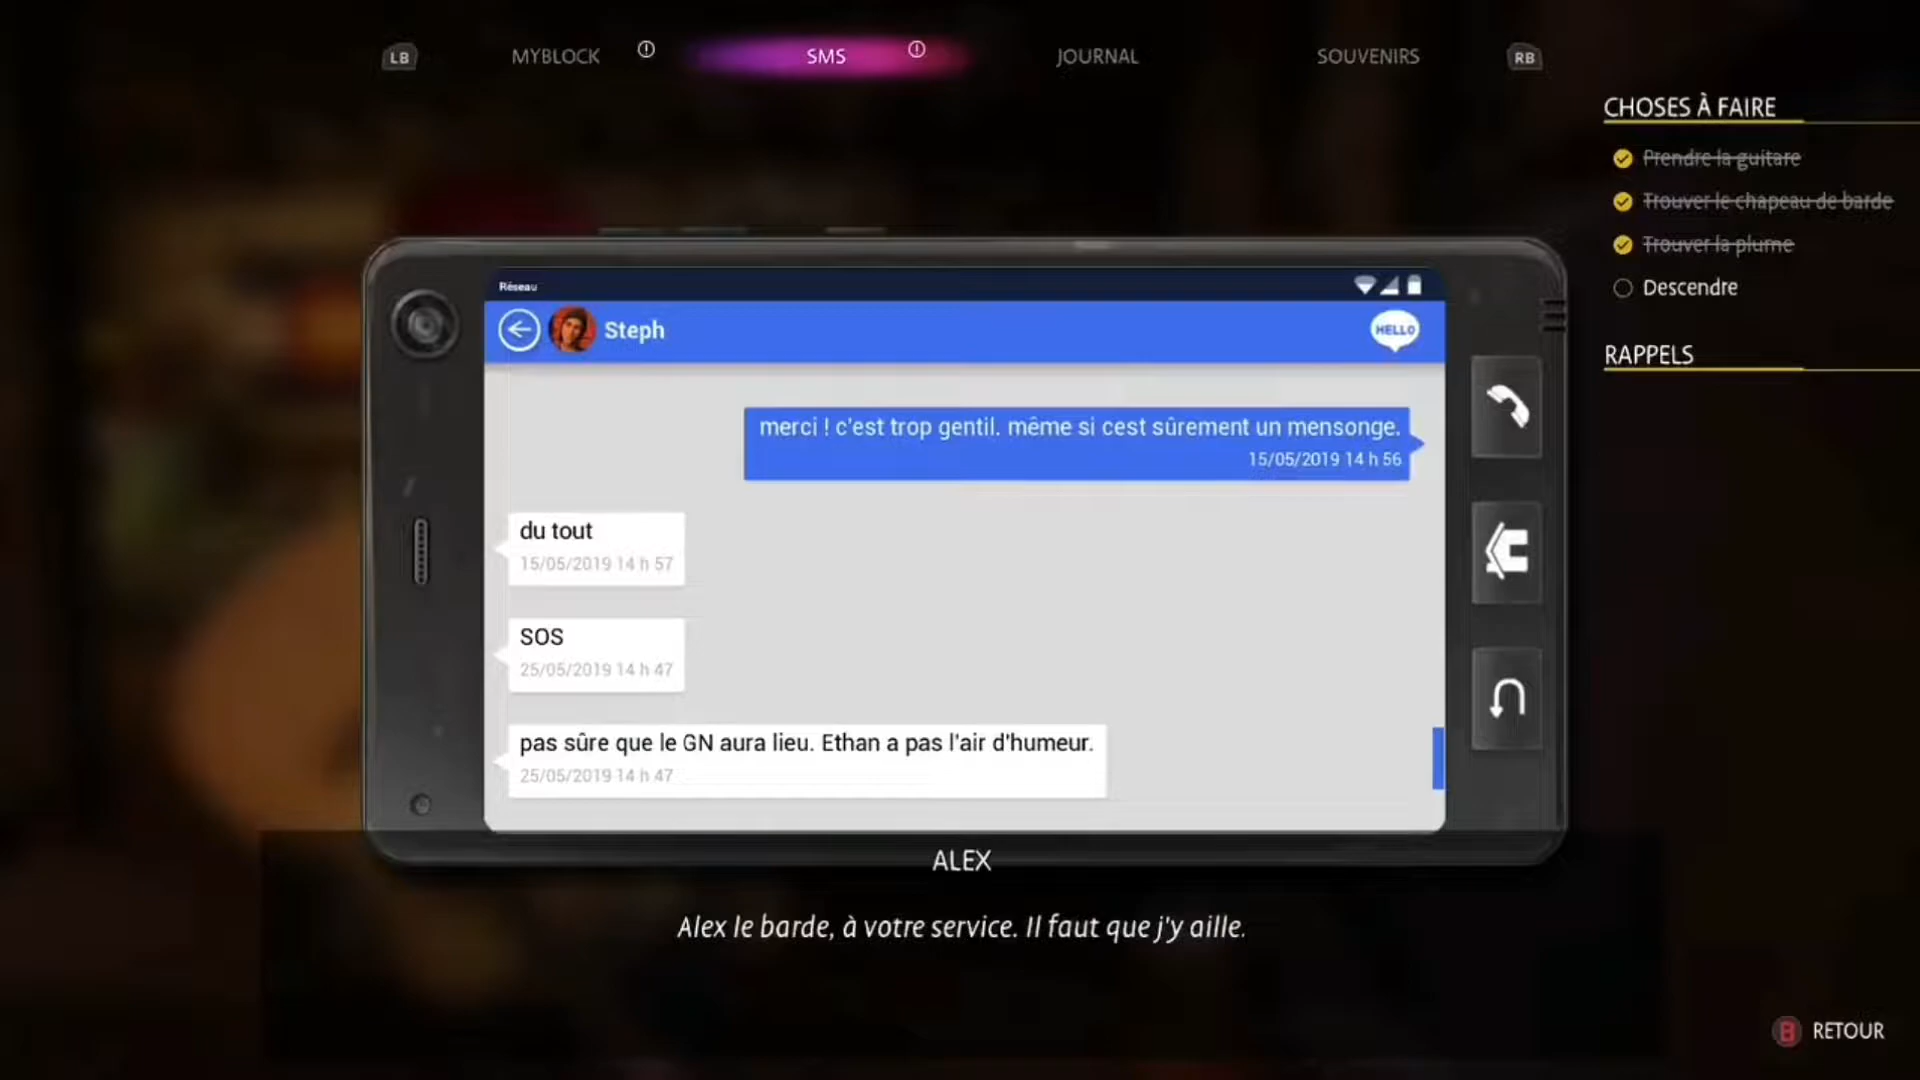 LB
MYBLOCK
SMS
JOURNAL
SOUVENIRS
RB
CHOSES À FAIRE
Prendre la guitare
Trouver le chapeau de barde
Trouver la plume
Descendre
RAPPELS
Réseau
Steph
HELLO
merci ! c'est trop gentil. même si cest sûrement un mensonge.
15/05/2019 14 h 56
du tout
15/05/2019 14 h 57
SOS
25/05/2019 14 h 47
pas sûre que le GN aura lieu. Ethan a pas l'air d'humeur.
25/05/2019 14 h 47
ALEX
Alex le barde, à votre service. Il faut que j'y aille.
B RETOUR